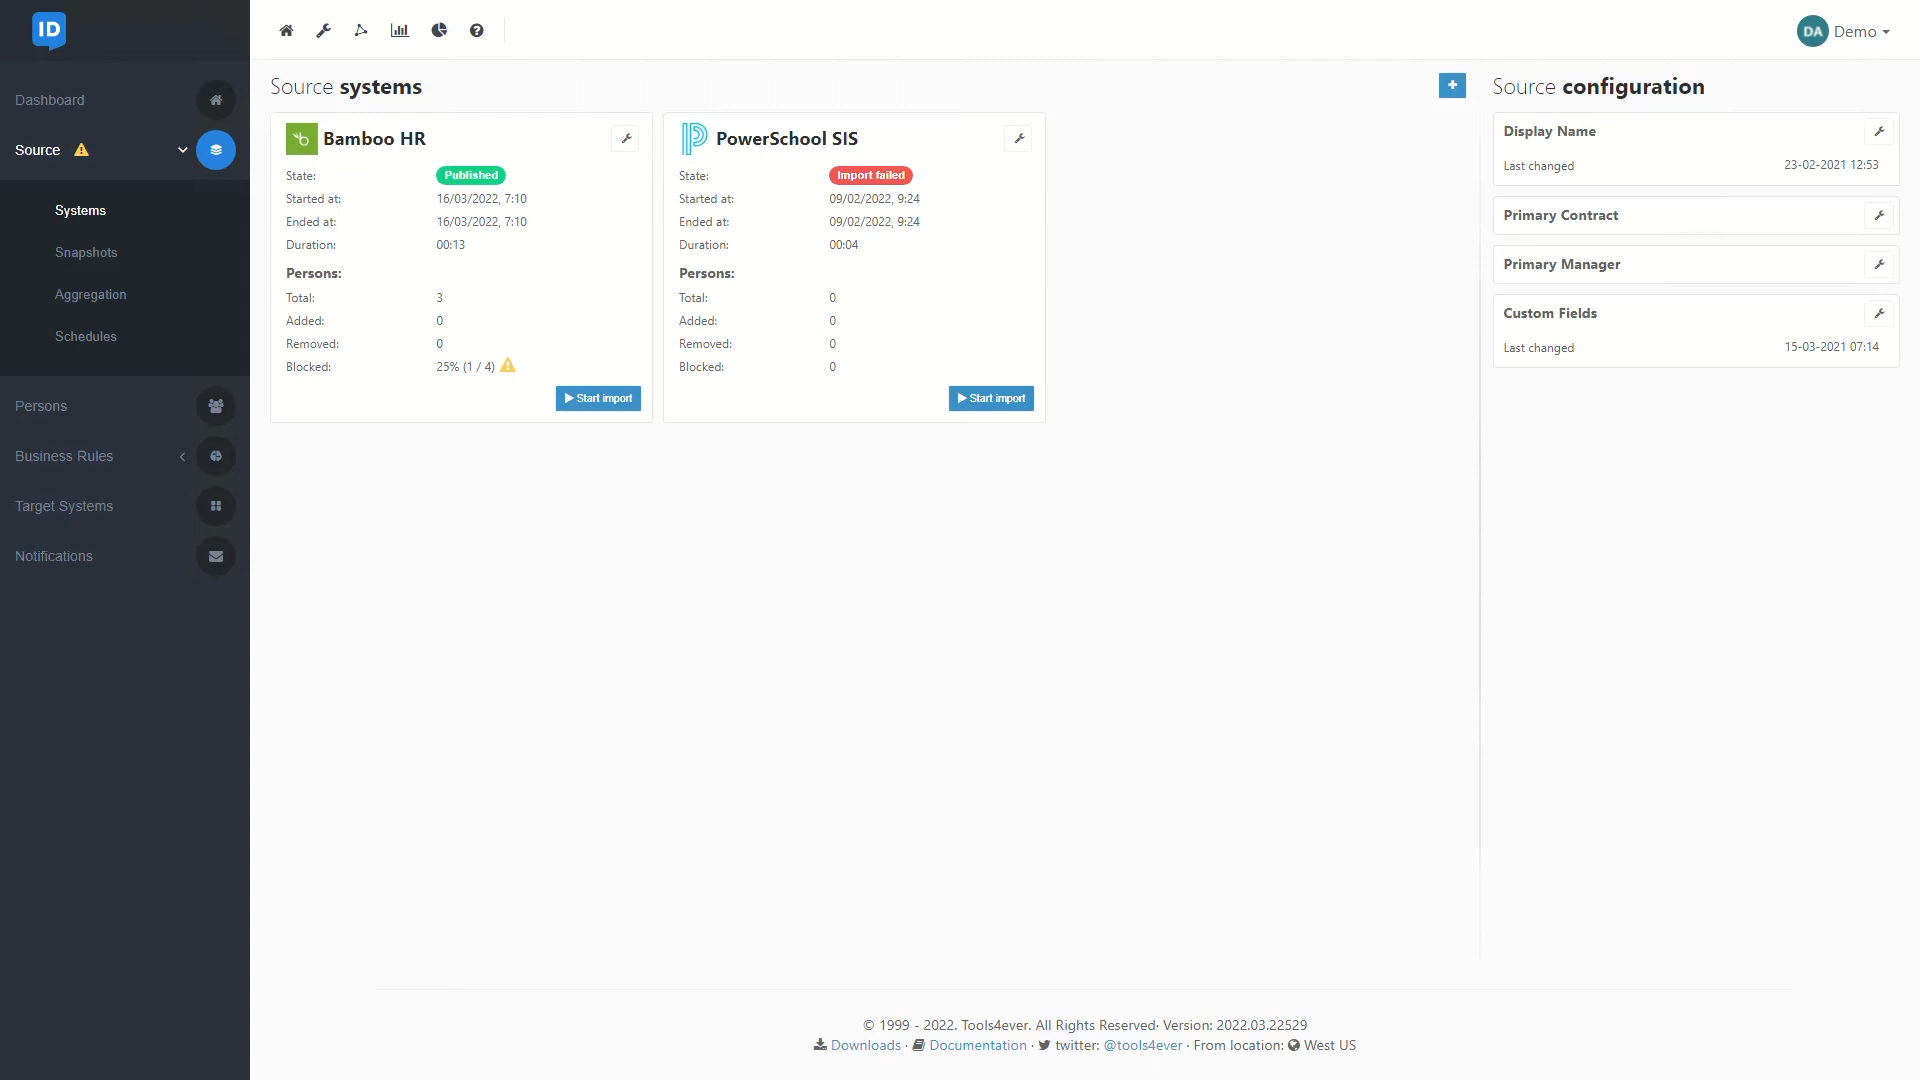 ID
DA Demo
Dashboard
Source
Systems
Snapshots
Aggregation
Schedules
Persons
Business Rules
Target Systems
Notifications
Source systems
Bamboo HR
State: Published
Started at: 16/03/2022, 7:10
Ended at: 16/03/2022, 7:10
Duration: 00:13
Persons:
Total: 3
Added: 0
Removed: 0
Blocked: 25% (1 / 4)
Start import
PowerSchool SIS
State: Import failed
Started at: 09/02/2022, 9:24
Ended at: 09/02/2022, 9:24
Duration: 00:04
Persons:
Total: 0
Added: 0
Removed: 0
Blocked: 0
Start import
Source configuration
Display Name
Last changed 23-02-2021 12:53
Primary Contract
Primary Manager
Custom Fields
Last changed 15-03-2021 07:14
© 1999 - 2022. Tools4ever. All Rights Reserved· Version: 2022.03.22529
Downloads · Documentation · twitter: @tools4ever · From location: West US